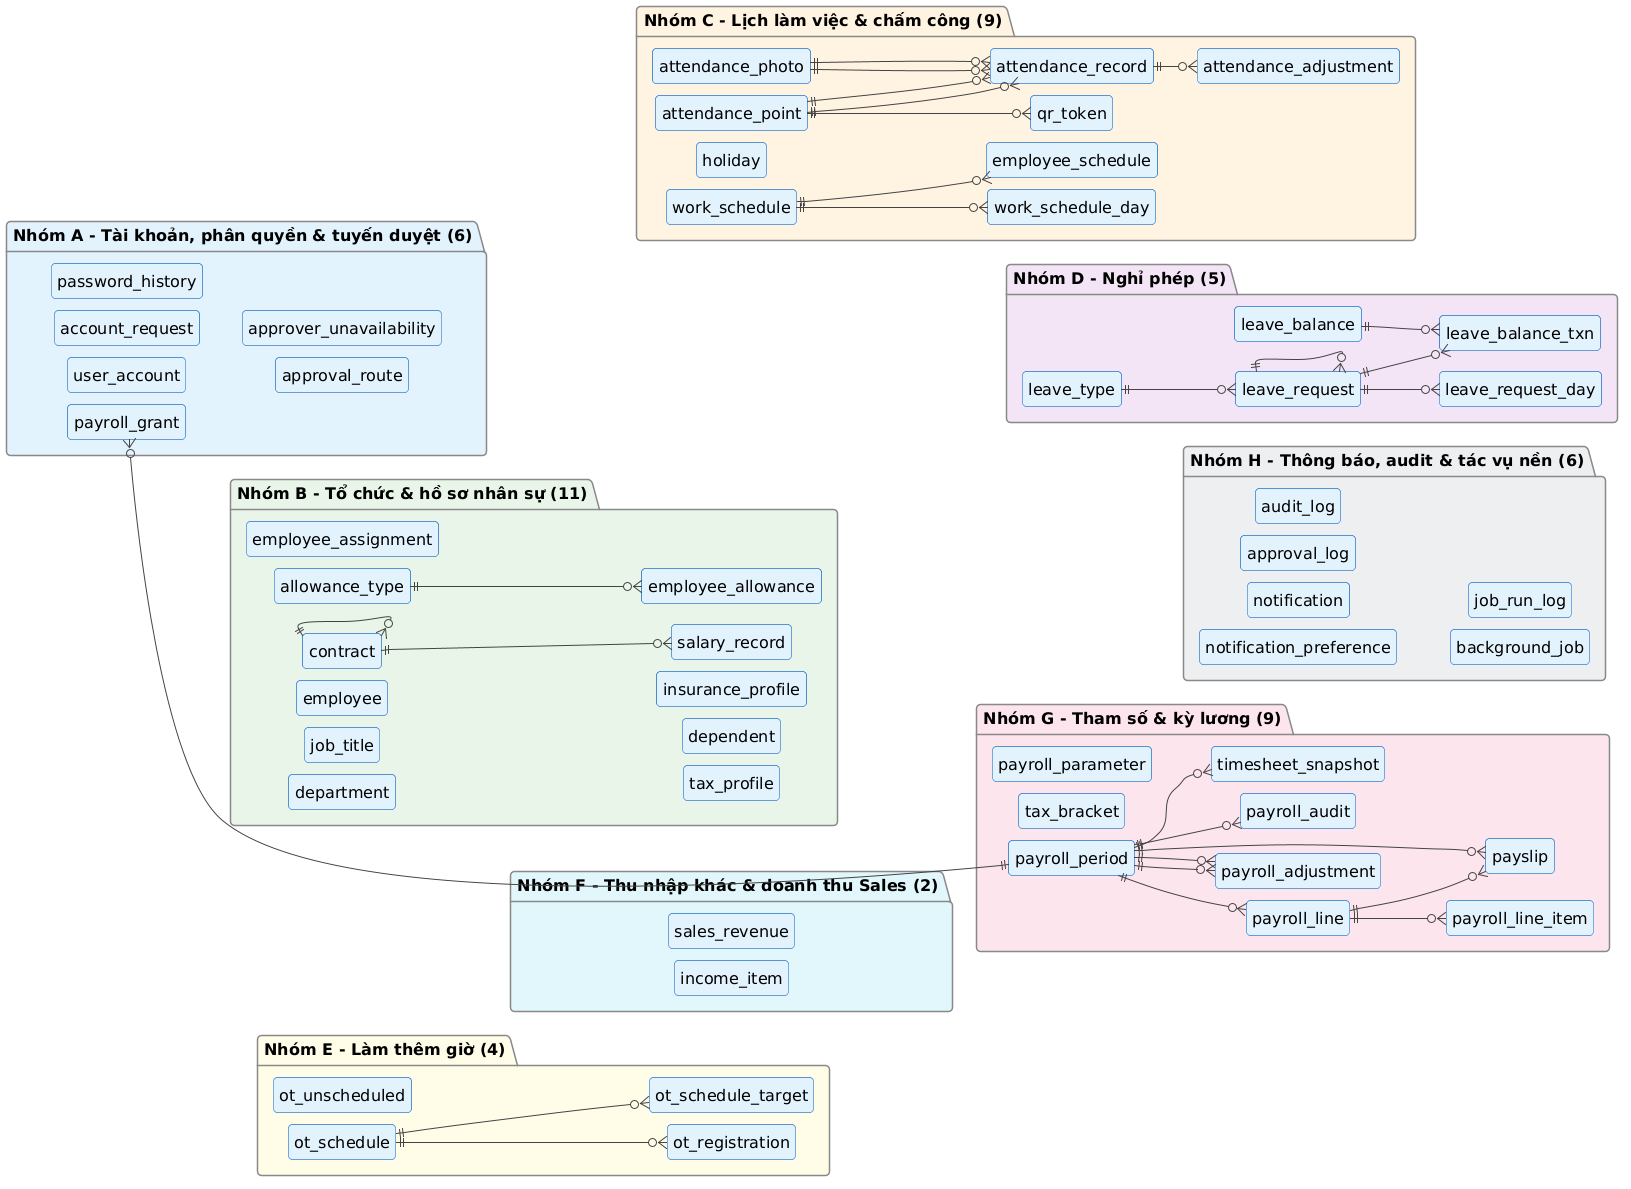 Nhóm C - Lịch làm việc & chấm công (9)
attendance_photo
attendance_record
attendance_adjustment
attendance_point
qr_token
holiday
employee_schedule
work_schedule
work_schedule_day
Nhóm A - Tài khoản, phân quyền & tuyến duyệt (6)
password_history
account_request
approver_unavailability
user_account
approval_route
payroll_grant
Nhóm D - Nghỉ phép (5)
leave_balance
leave_balance_txn
leave_type
leave_request
leave_request_day
Nhóm H - Thông báo, audit & tác vụ nền (6)
audit_log
approval_log
notification
job_run_log
notification_preference
background_job
Nhóm B - Tổ chức & hồ sơ nhân sự (11)
employee_assignment
allowance_type
employee_allowance
contract
salary_record
employee
insurance_profile
job_title
dependent
department
tax_profile
Nhóm G - Tham số & kỳ lương (9)
payroll_parameter
timesheet_snapshot
tax_bracket
payroll_audit
payroll_period
payslip
payroll_adjustment
payroll_line
payroll_line_item
Nhóm F - Thu nhập khác & doanh thu Sales (2)
sales_revenue
income_item
Nhóm E - Làm thêm giờ (4)
ot_unscheduled
ot_schedule_target
ot_schedule
ot_registration